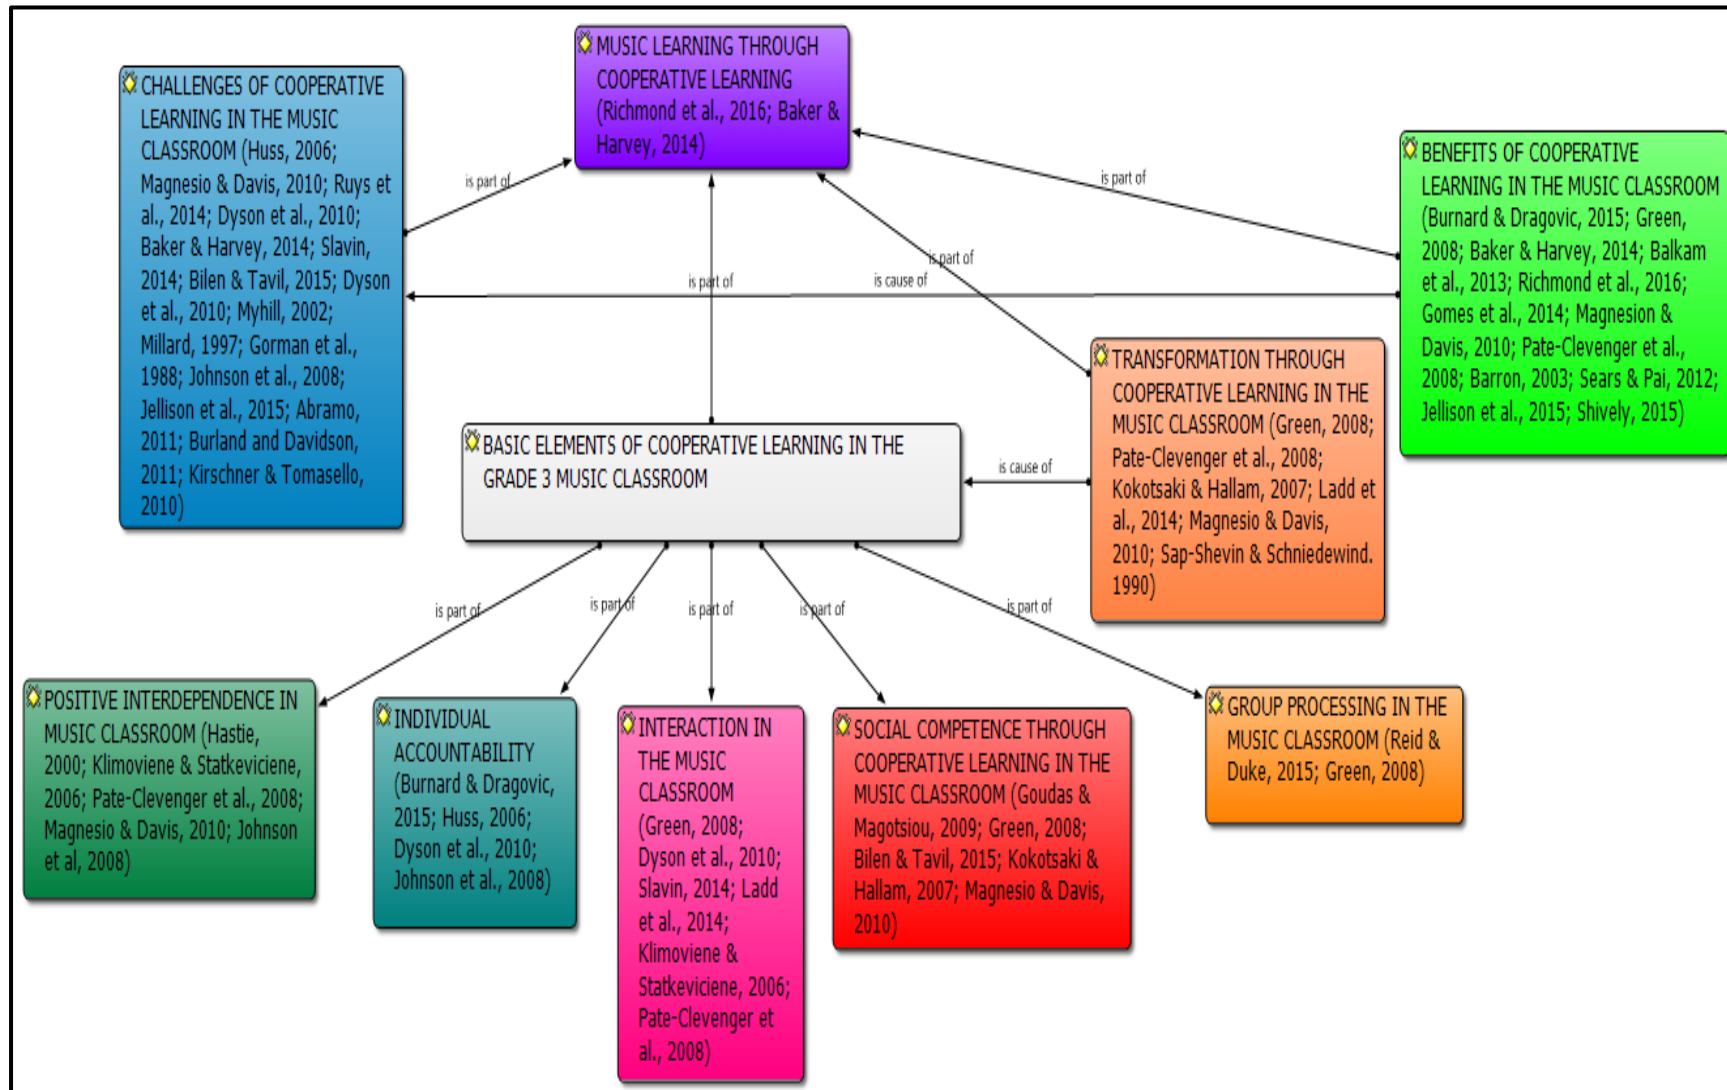 MUSIC LEARNING THROUGH
COOPERATIVE LEARNING
(Richmond et al., 2016; Baker &
Harvey, 2014)
CHALLENGES OF COOPERATIVE
LEARNING IN THE MUSIC
CLASSROOM (Huss, 2006;
Magnesio & Davis, 2010; Ruys et
al., 2014; Dyson et al., 2010;
Baker & Harvey, 2014; Slavin,
2014; Bilen & Tavil, 2015; Dyson
et al., 2010; Myhill, 2002;
Millard, 1997; Gorman et al.,
1988; Johnson et al., 2008;
Jellison et al., 2015; Abramo,
2011; Burland and Davidson,
2011; Kirschner & Tomasello,
2010)
BENEFITS OF COOPERATIVE
LEARNING IN THE MUSIC CLASSROOM
(Burnard & Dragovic, 2015; Green,
2008; Baker & Harvey, 2014; Balkam
et al., 2013; Richmond et al., 2016;
Gomes et al., 2014; Magnesion &
Davis, 2010; Pate-Clevenger et al.,
2008; Barron, 2003; Sears & Pai, 2012;
Jellison et al., 2015; Shively, 2015)
is part of
is part of
is part of
is part of
is cause of
TRANSFORMATION THROUGH
COOPERATIVE LEARNING IN THE
MUSIC CLASSROOM (Green, 2008;
Pate-Clevenger et al., 2008;
Kokotsaki & Hallam, 2007; Ladd et
al., 2014; Magnesio & Davis,
2010; Sap-Shevin & Schniedewind.
1990)
BASIC ELEMENTS OF COOPERATIVE LEARNING IN THE
GRADE 3 MUSIC CLASSROOM
is cause of
is part of
is part of
is part of
is part of
is part of
POSITIVE INTERDEPENDENCE IN
MUSIC CLASSROOM (Hastie,
2000; Klimoviene & Statkeviciene,
2006; Pate-Clevenger et al., 2008;
Magnesio & Davis, 2010; Johnson
et al, 2008)
INDIVIDUAL
ACCOUNTABILITY
(Burnard & Dragovic,
2015; Huss, 2006;
Dyson et al., 2010;
Johnson et al., 2008)
INTERACTION IN
THE MUSIC
CLASSROOM
(Green, 2008;
Dyson et al., 2010;
Slavin, 2014; Ladd
et al., 2014;
Klimoviene &
Statkeviciene, 2006;
Pate-Clevenger et
al., 2008)
SOCIAL COMPETENCE THROUGH
COOPERATIVE LEARNING IN THE
MUSIC CLASSROOM (Goudas &
Magotsiou, 2009; Green, 2008;
Bilen & Tavil, 2015; Kokotsaki &
Hallam, 2007; Magnesio & Davis,
2010)
GROUP PROCESSING IN THE
MUSIC CLASSROOM (Reid &
Duke, 2015; Green, 2008)